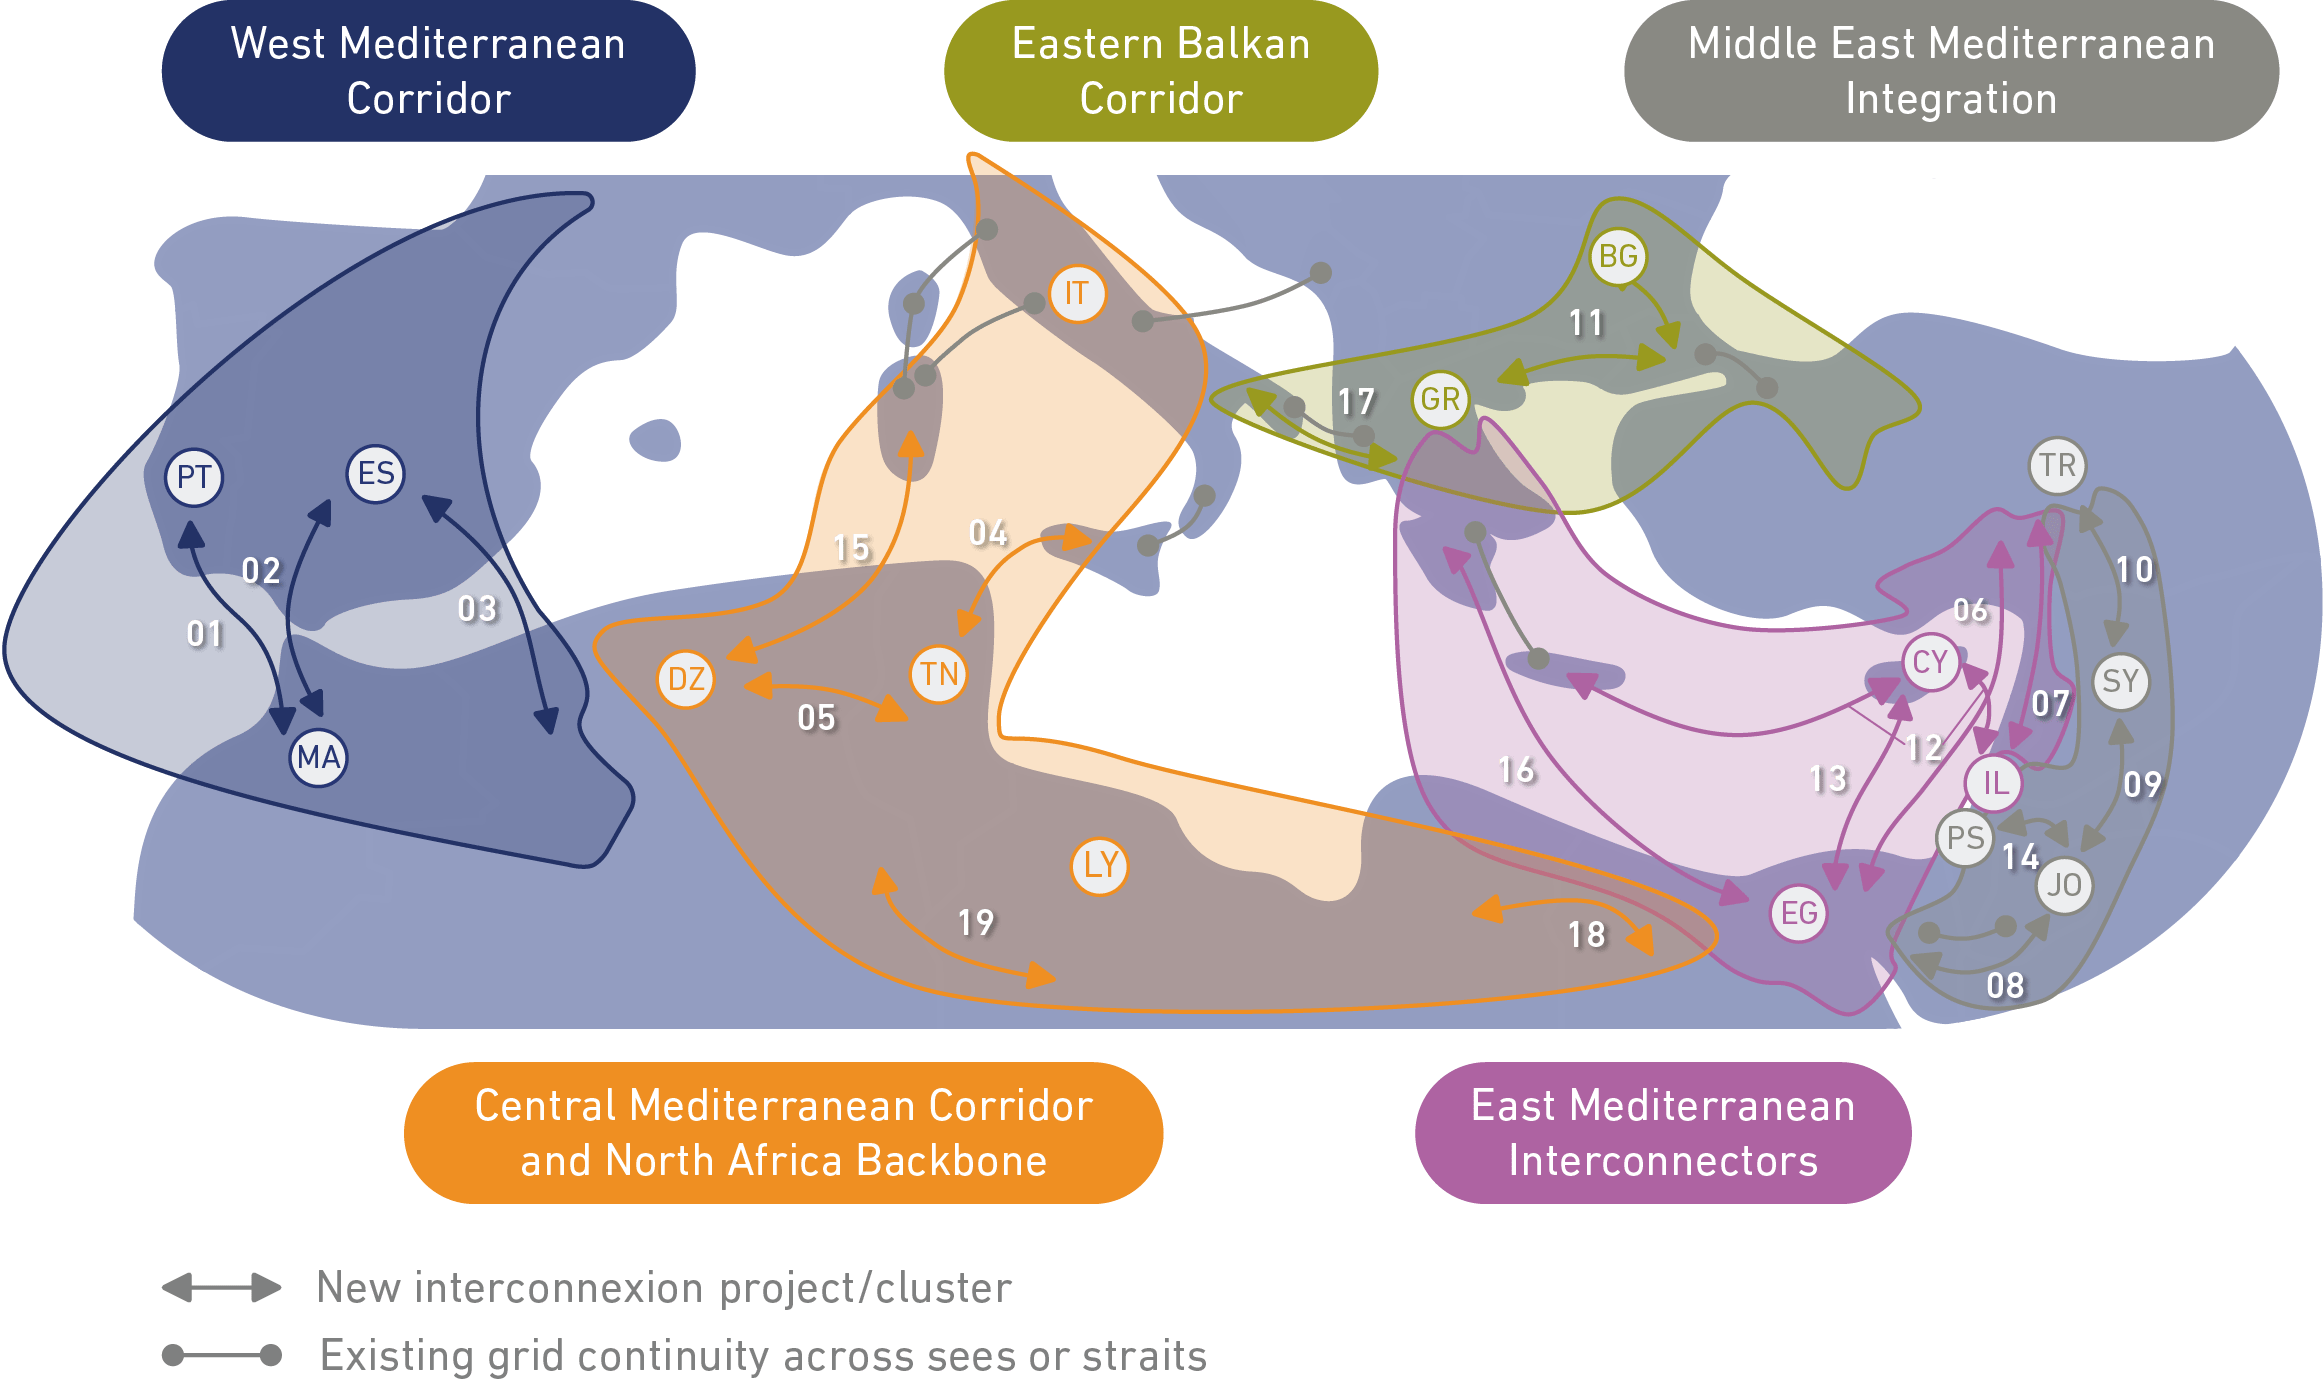 West Mediterranean
Corridor
Eastern Balkan
Corridor
Middle East Mediterranean
Integration
BG
IT
11
GR
17
PT
ES
TR
02
01
03
15
04
10
06
DZ
TN
05
CY
SY
07
MA
16
13
12
IL
09
LY
PS
14
JO
19
18
EG
08
Central Mediterranean Corridor
and North Africa Backbone
East Mediterranean
Interconnectors
New interconnexion project/cluster
Existing grid continuity across sees or straits